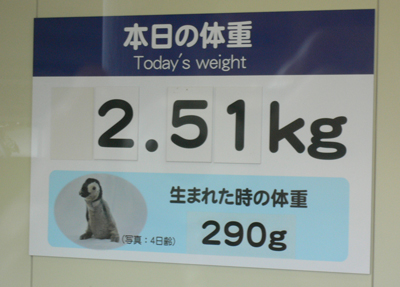 本日の体重
Today's weight
2.51kg
生まれた時の体重
290g
(写真：4日齢)